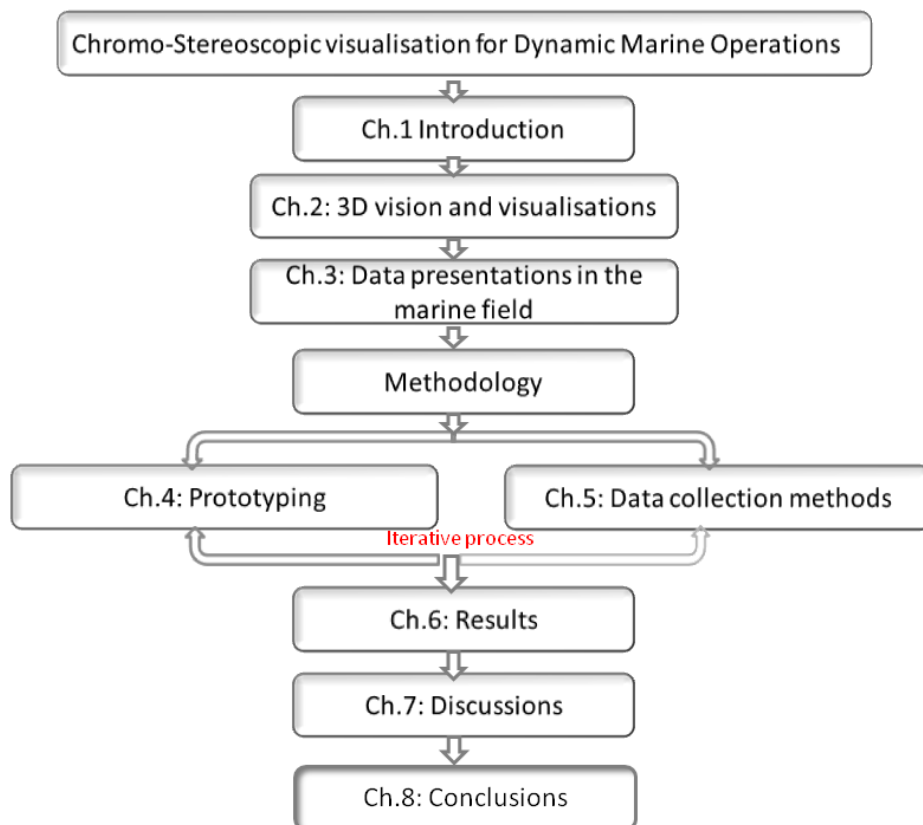 Chromo-Stereoscopic visualisation for Dynamic Marine Operations
Ch.1 Introduction
Ch.2: 3D vision and visualisations
Ch.3: Data presentations in the
marine field
Methodology
Ch.4: Prototyping
Ch.5: Data collection methods
Iterative process
Ch.6: Results
Ch.7: Discussions
Ch.8: Conclusions